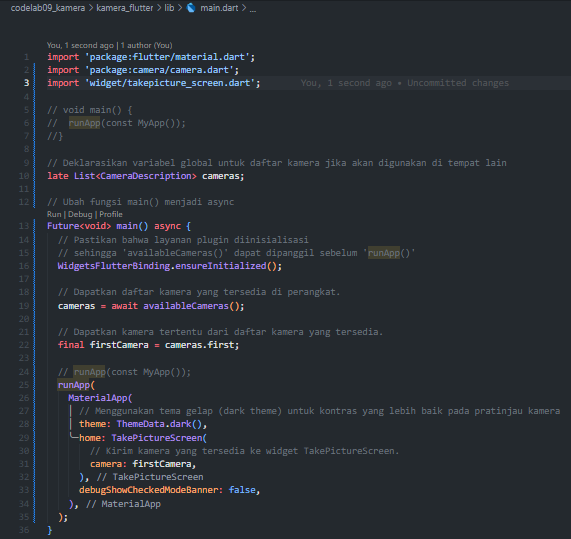 codelab09_kamera > kamera_flutter > lib > main.dart > ...
You, 1 second ago | 1 author (You)
1 import 'package:flutter/material.dart';
2 import 'package:camera/camera.dart';
3 import 'widget/takepicture_screen.dart'; You, 1 second ago • Uncommitted changes
4
5 // void main() {
6 //  runApp(const MyApp());
7 //}
8
9 // Deklarasikan variabel global untuk daftar kamera jika akan digunakan di tempat lain
10 late List<CameraDescription> cameras;
11
12 // Ubah fungsi main() menjadi async
Run | Debug | Profile
13 Future<void> main() async {
14   // Pastikan bahwa layanan plugin diinisialisasi
15   // sehingga 'availableCameras()' dapat dipanggil sebelum 'runApp()'
16   WidgetsFlutterBinding.ensureInitialized();
17
18   // Dapatkan daftar kamera yang tersedia di perangkat.
19   cameras = await availableCameras();
20
21   // Dapatkan kamera tertentu dari daftar kamera yang tersedia.
22   final firstCamera = cameras.first;
23
24   // runApp(const MyApp());
25   runApp(
26     MaterialApp(
27       // Menggunakan tema gelap (dark theme) untuk kontras yang lebih baik pada pratinjau kamera
28       theme: ThemeData.dark(),
29       home: TakePictureScreen(
30         // Kirim kamera yang tersedia ke widget TakePictureScreen.
31         camera: firstCamera,
32       ), // TakePictureScreen
33       debugShowCheckedModeBanner: false,
34     ), // MaterialApp
35   );
36 }